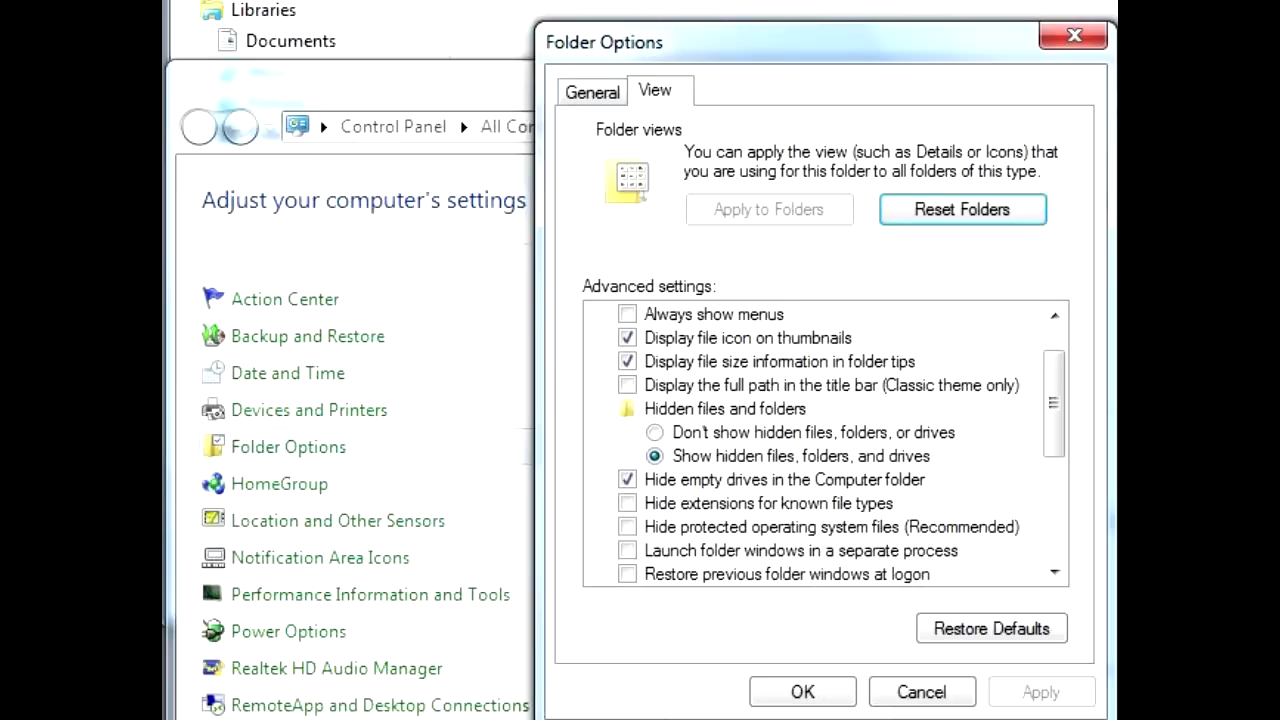 Libraries
Documents
Folder Options
Control Panel
All Con
General
View
Folder views
You can apply the view (such as Details or Icons) that
you are using for this folder to all folders of this type.
Apply to Folders
Reset Folders
Adjust your computer's settings
Advanced settings:
Always show menus
Display file icon on thumbnails
Display file size information in folder tips
Display the full path in the title bar (Classic theme only)
Hidden files and folders
Don't show hidden files, folders, or drives
Show hidden files, folders, and drives
Hide empty drives in the Computer folder
Hide extensions for known file types
Hide protected operating system files (Recommended)
Launch folder windows in a separate process
Restore previous folder windows at logon
Restore Defaults
OK
Cancel
Apply
Action Center
Backup and Restore
Date and Time
Devices and Printers
Folder Options
HomeGroup
Location and Other Sensors
Notification Area Icons
Performance Information and Tools
Power Options
Realtek HD Audio Manager
RemoteApp and Desktop Connections